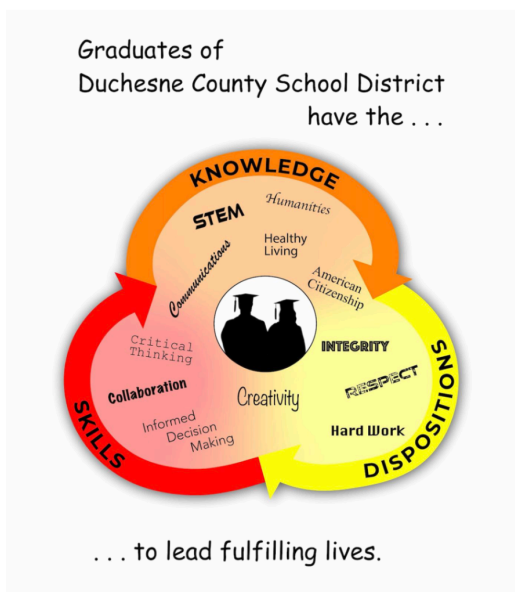 Graduates of
Duchesne County School District
have the . . .
KNOWLEDGE
STEM
Humanities
Healthy
Living
Communications
American
Citizenship
Critical
Thinking
INTEGRITY
Collaboration
RESPECT
Creativity
Informed
Decision
Making
Hard Work
SKILLS
DISPOSITIONS
. . . to lead fulfilling lives.